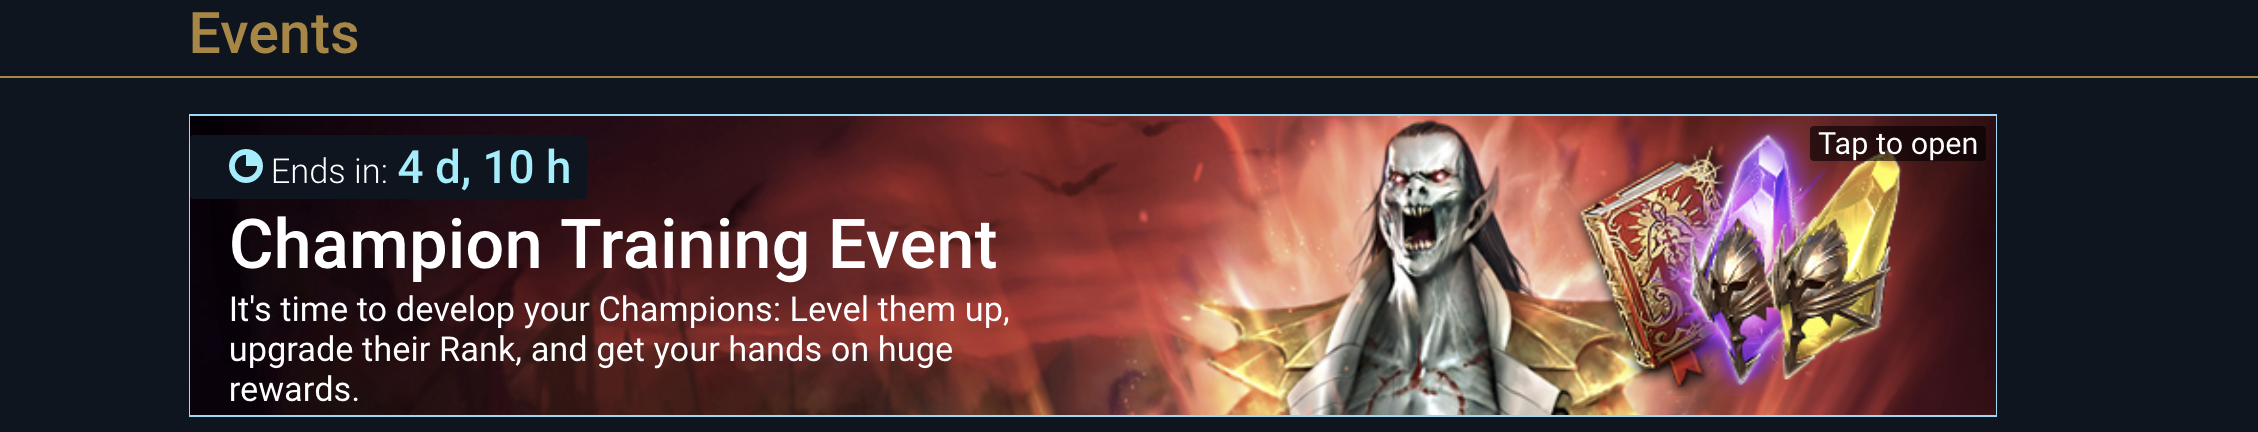 Events
Ends in: 4 d, 10 h
Tap to open
Champion Training Event
It's time to develop your Champions: Level them up,
upgrade their Rank, and get your hands on huge
rewards.